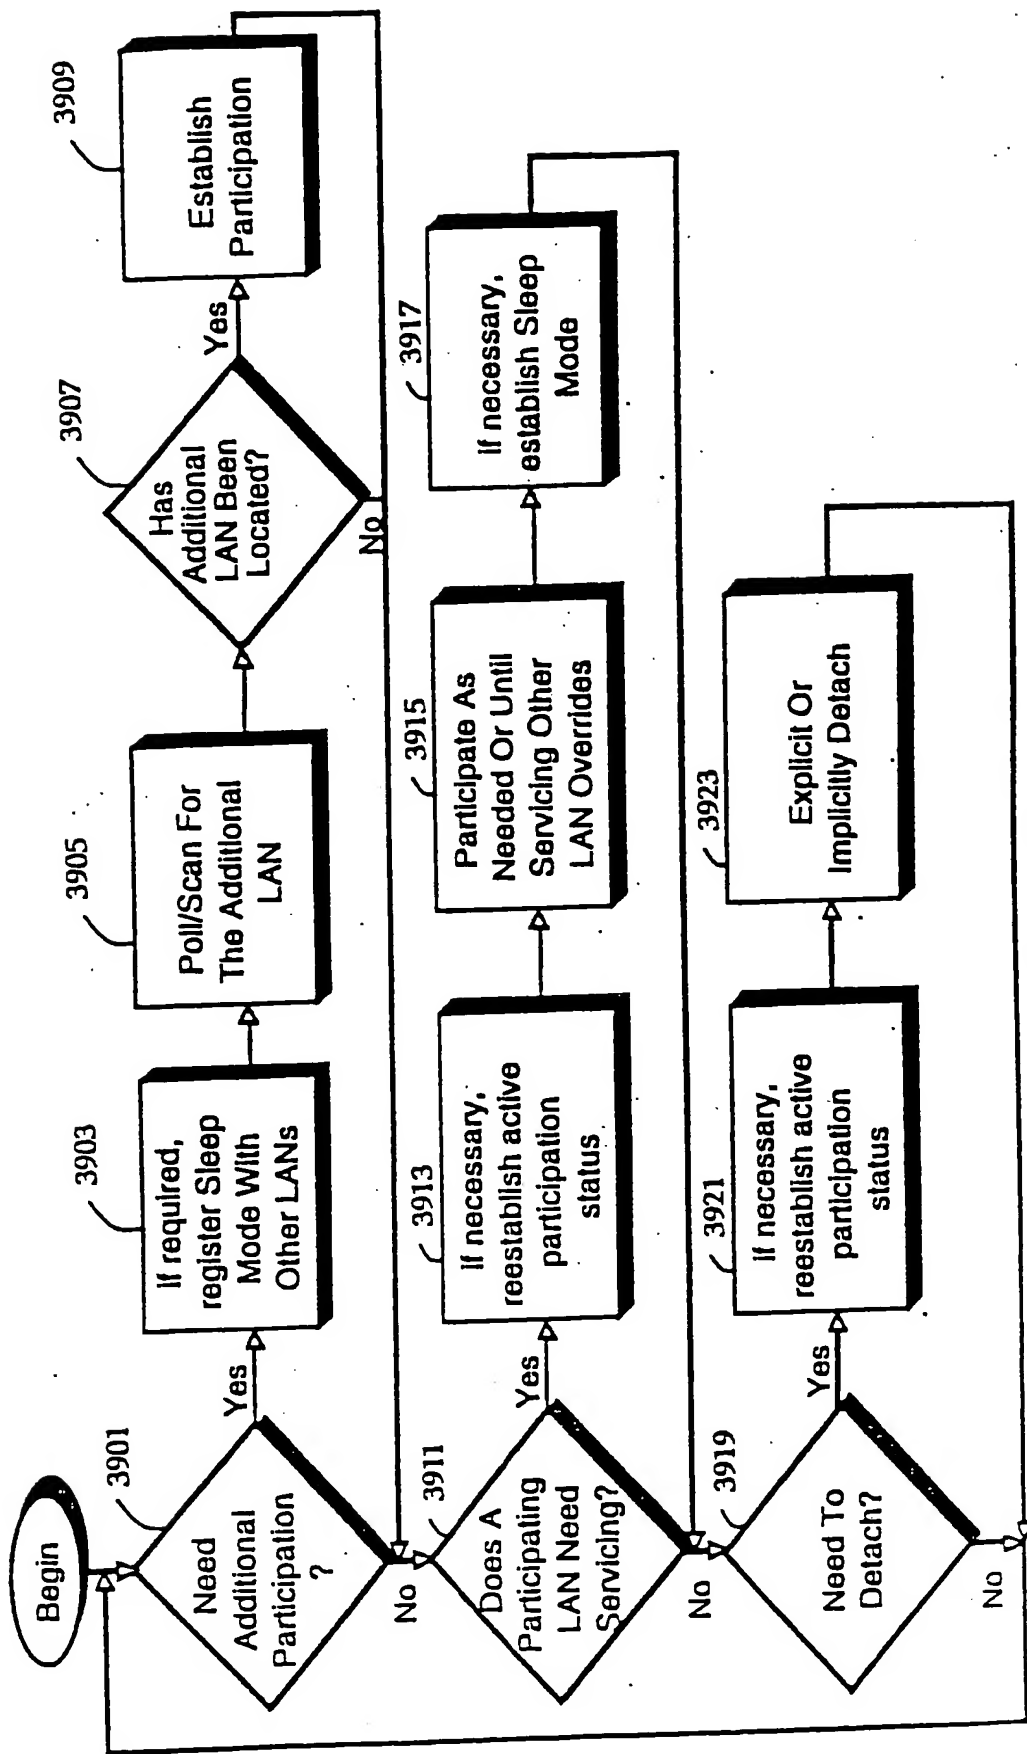 Begin
3901
Need
Additional
Participation
?
Yes
No
3903
If required,
register Sleep
Mode With
Other LANs
3905
Poll/Scan For
The Additional
LAN
3907
Has
Additional
LAN Been
Located?
Yes
No
3909
Establish
Participation
3911
Does A
Participating
LAN Need
Servicing?
Yes
No
3913
If necessary,
reestablish active
participation
status
3915
Participate As
Needed Or Until
Servicing Other
LAN Overrides
3917
If necessary,
establish Sleep
Mode
3919
Need To
Detach?
Yes
No
3921
If necessary,
reestablish active
participation
status
3923
Explicit Or
Implicitly Detach